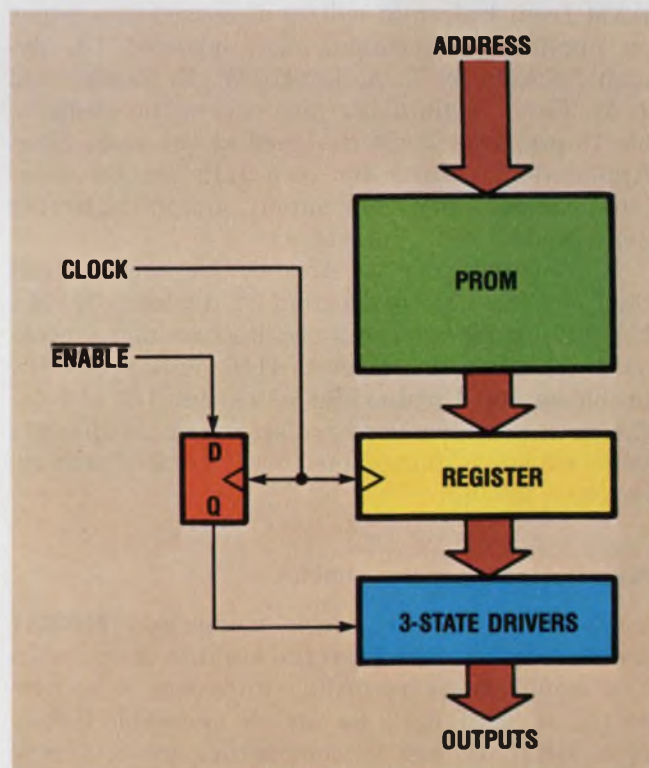 ADDRESS
PROM
CLOCK
ENABLE
D
Q
REGISTER
3-STATE DRIVERS
OUTPUTS